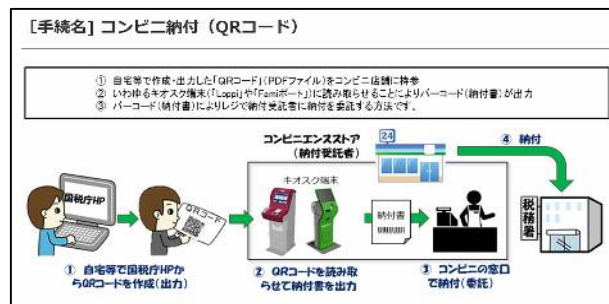 [手続名] コンビニ納付（QRコード）
① 自宅等で作成・出力した「QRコード」(PDFファイル)をコンビニ店舗に持参
② いわゆるキオスク端末(「Loppi」や「Famiポート」)に読み取らせることによりバーコード(納付書)が出力
③ バーコード(納付書)によりレジで納付受託者に納付を委託する方法です。
コンビニエンスストア
（納付受託者）
24
④ 納付
キオスク端末
国税庁HP
QRコード
納付書
税務署
① 自宅等で国税庁HPか
らQRコードを作成(出力)
② QRコードを読み取
らせて納付書を出力
③ コンビニの窓口
で納付(委託)